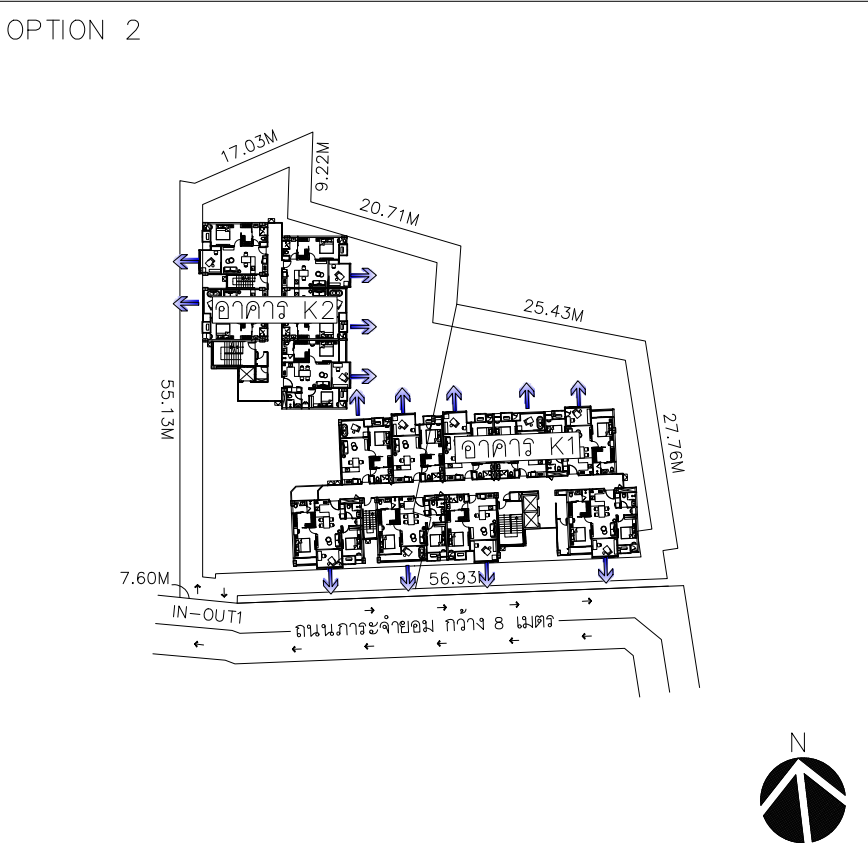 OPTION 2
17.03M
9.22M
20.71M
25.43M
อาคาร K2
55.13M
27.76M
อาคาร K1
7.60M
56.93
IN-OUT1
ถนนภาระจำยอม กว้าง 8 เมตร
N